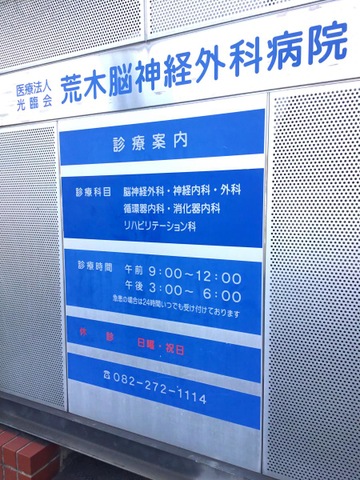 医療法人
光臨会
荒木脳神経外科病院
診療案内
診療科目 脳神経外科・神経内科・外科
循環器内科・消化器内科
リハビリテーション科
診療時間 午前 9:00〜12:00
午後 3:00〜 6:00
急患の場合は24時間いつでも受け付けております
休 診 日曜・祝日
☎082-272-1114